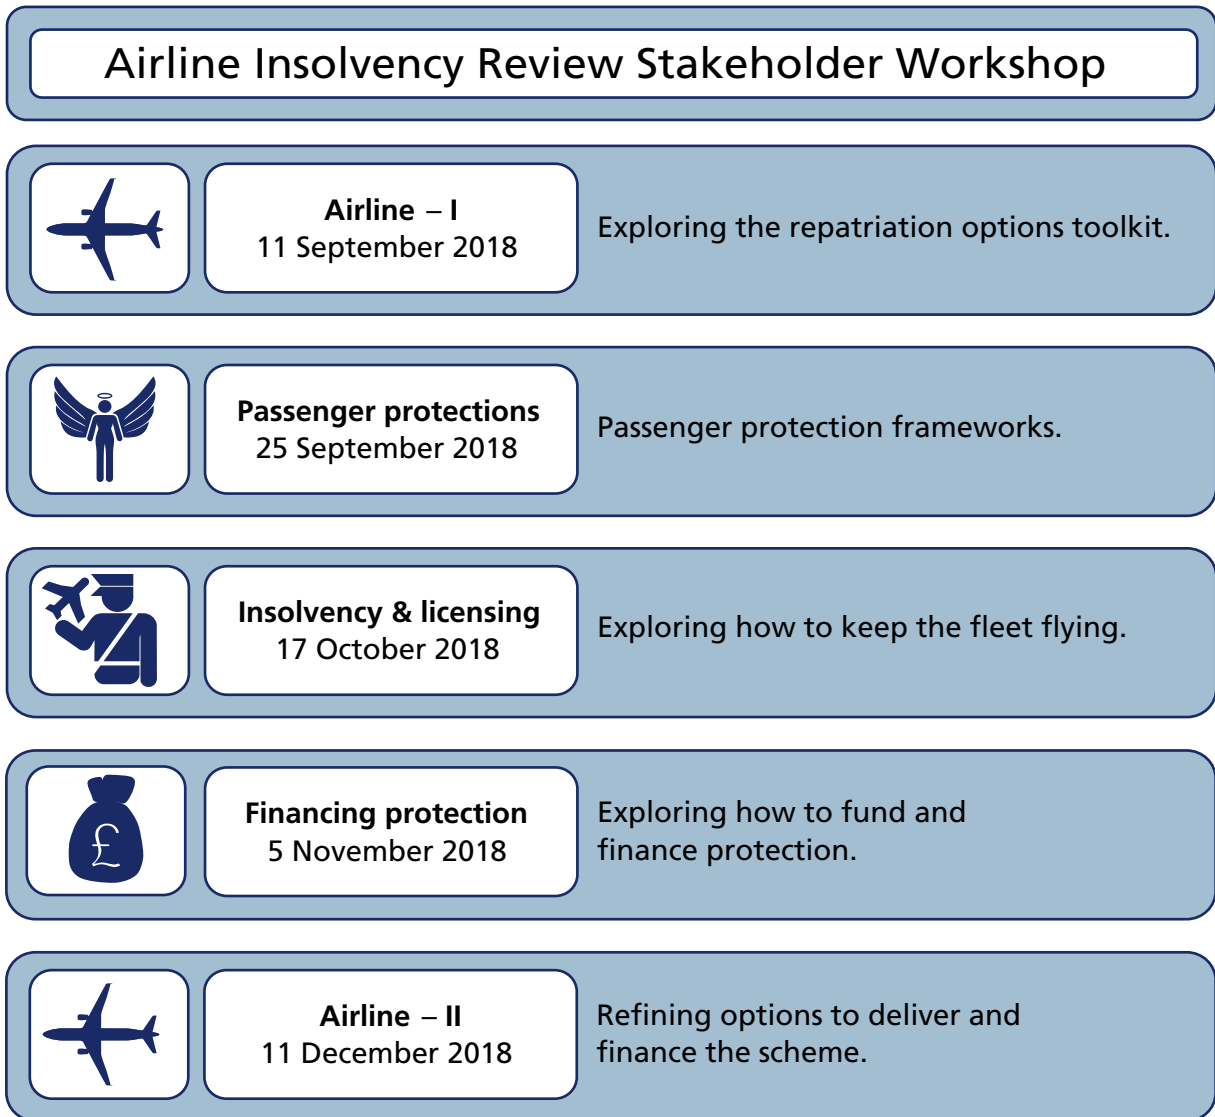 Airline Insolvency Review Stakeholder Workshop
Airline – I
11 September 2018
Exploring the repatriation options toolkit.
Passenger protections
25 September 2018
Passenger protection frameworks.
Insolvency & licensing
17 October 2018
Exploring how to keep the fleet flying.
£
Financing protection
5 November 2018
Exploring how to fund and
finance protection.
Airline – II
11 December 2018
Refining options to deliver and
finance the scheme.